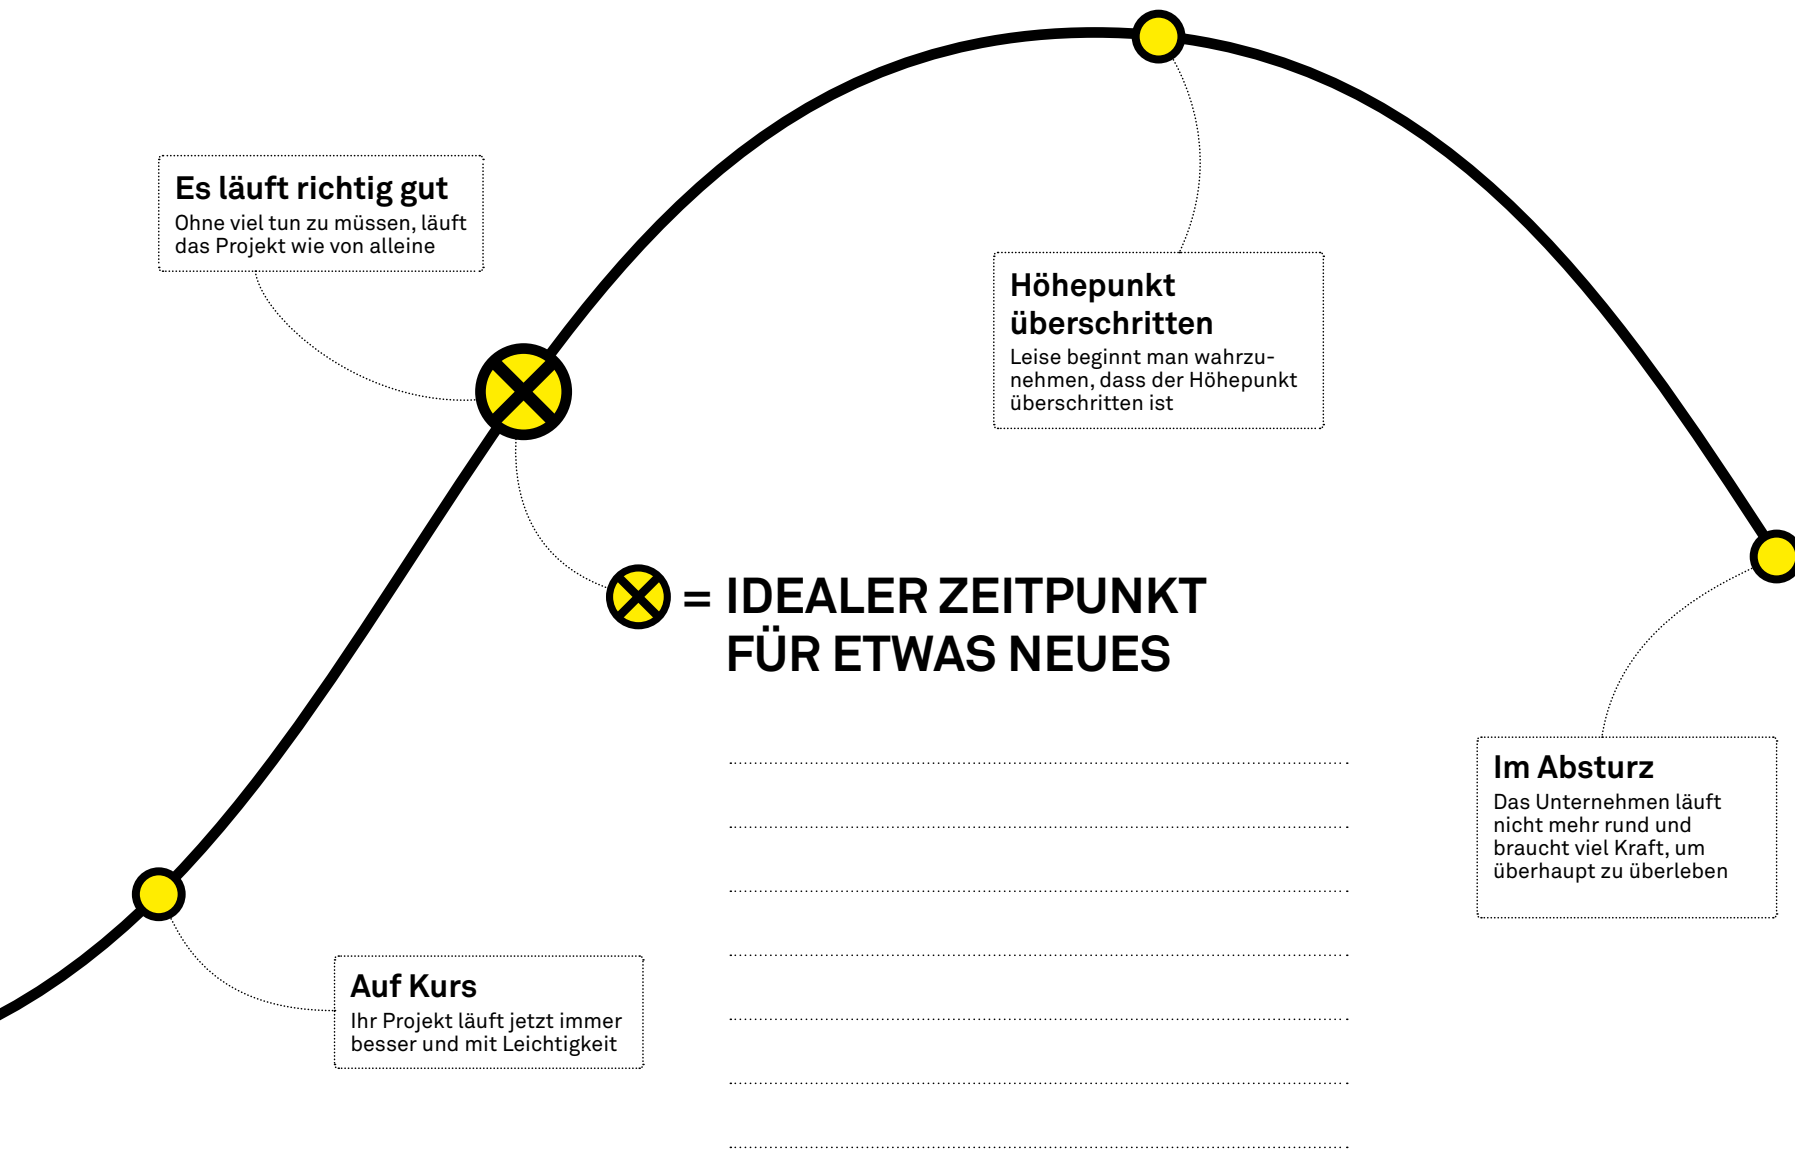 Es läuft richtig gut
Ohne viel tun zu müssen, läuft
das Projekt wie von alleine
Höhepunkt
überschritten
Leise beginnt man wahrzu-
nehmen, dass der Höhepunkt
überschritten ist
= IDEALER ZEITPUNKT
FÜR ETWAS NEUES
Im Absturz
Das Unternehmen läuft
nicht mehr rund und
braucht viel Kraft, um
überhaupt zu überleben
Auf Kurs
Ihr Projekt läuft jetzt immer
besser und mit Leichtigkeit